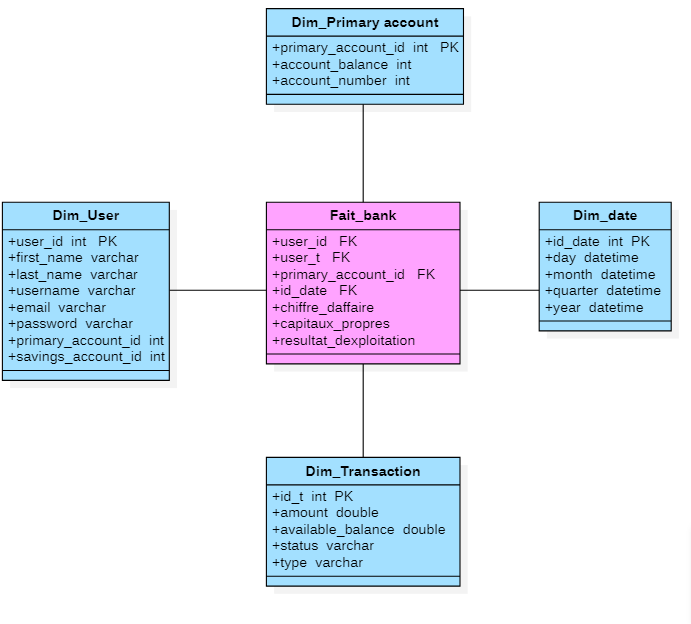 Dim_Primary account
+primary_account_id int PK
+account_balance int
+account_number int
Dim_User
+user_id int PK
+first_name varchar
+last_name varchar
+username varchar
+email varchar
+password varchar
+primary_account_id int
+savings_account_id int
Fait_bank
+user_id FK
+user_t FK
+primary_account_id FK
+id_date FK
+chiffre_daffaire
+capitaux_propres
+resultat_dexploitation
Dim_date
+id_date int PK
+day datetime
+month datetime
+quarter datetime
+year datetime
Dim_Transaction
+id_t int PK
+amount double
+available_balance double
+status varchar
+type varchar